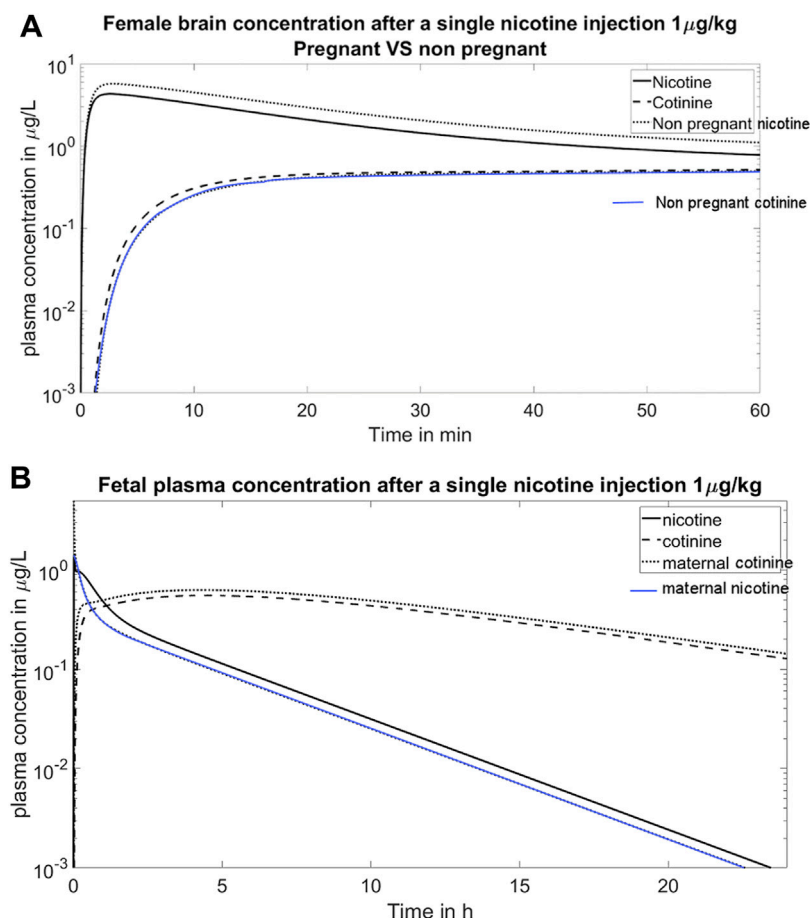 A
Female brain concentration after a single nicotine injection 1μg/kg
Pregnant VS non pregnant
plasma concentration in μg/L
10^1
10^0
10^-1
10^-2
10^-3
Nicotine
Cotinine
Non pregnant nicotine
Non pregnant cotinine
0 10 20 30 40 50 60
Time in min
B
Fetal plasma concentration after a single nicotine injection 1μg/kg
plasma concentration in μg/L
10^0
10^-1
10^-2
10^-3
nicotine
cotinine
maternal cotinine
maternal nicotine
0 5 10 15 20
Time in h